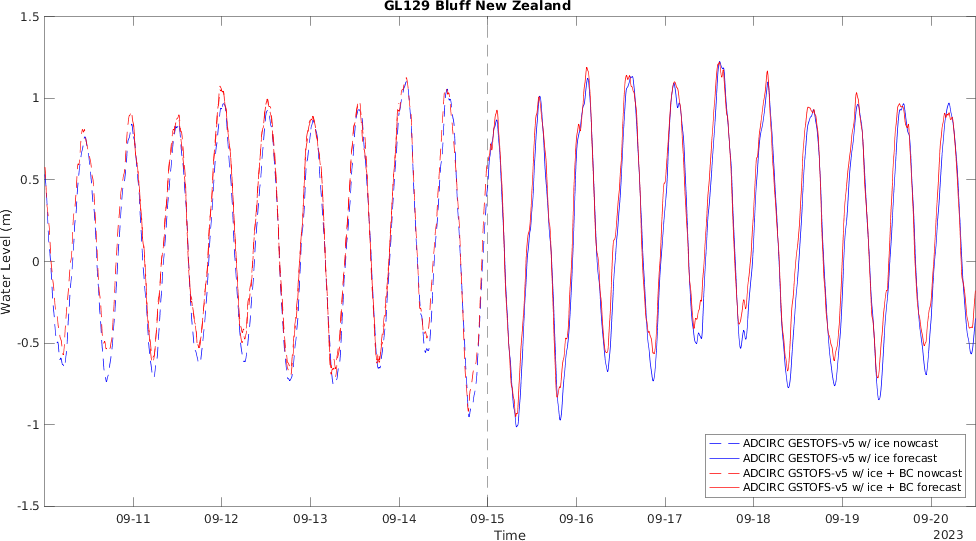 GL129 Bluff New Zealand
1.5
1
0.5
0
-0.5
-1
-1.5
Water Level (m)
09-11 09-12 09-13 09-14 09-15 09-16 09-17 09-18 09-19 09-20
Time
2023
ADCIRC GESTOFS-v5 w/ ice nowcast
ADCIRC GESTOFS-v5 w/ ice forecast
ADCIRC GSTOFS-v5 w/ ice + BC nowcast
ADCIRC GSTOFS-v5 w/ ice + BC forecast